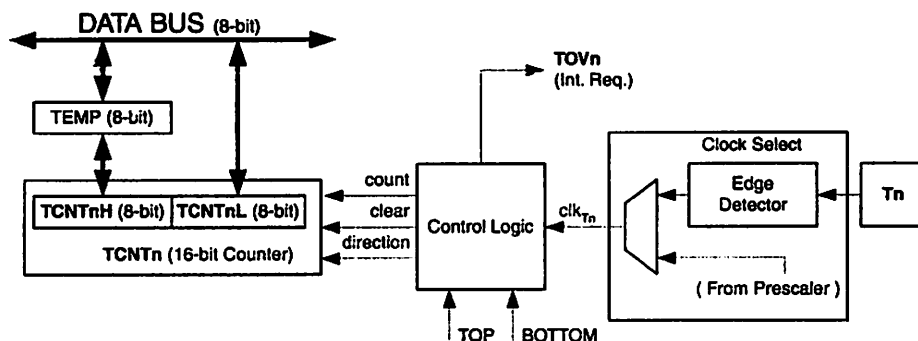 DATA BUS (8-bit)
TOVn
(Int. Req.)
TEMP (8-bit)
Clock Select
count
TCNTnH (8-bit) TCNTnL (8-bit)
clear
Control Logic
clkTn
Edge
Detector
Tn
direction
TCNTn (16-bit Counter)
( From Prescaler )
TOP
BOTTOM